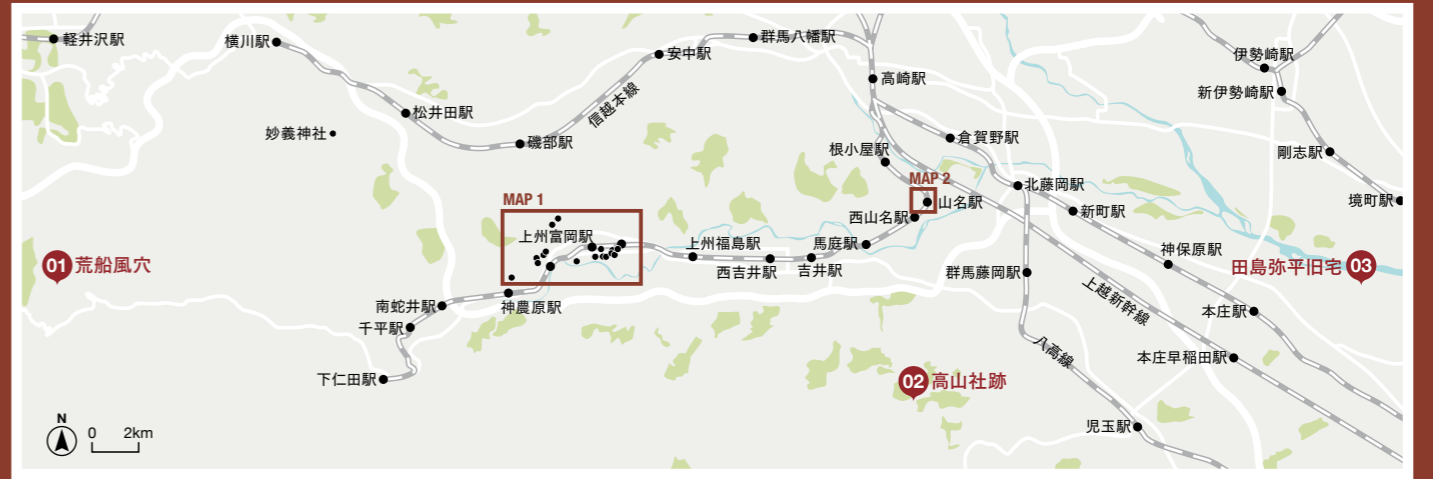 軽井沢駅
横川駅
松井田駅
妙義神社
磯部駅
信越本線
安中駅
群馬八幡駅
高崎駅
倉賀野駅
根小屋駅
MAP 2
山名駅
西山名駅
馬庭駅
吉井駅
西吉井駅
上州福島駅
MAP 1
上州富岡駅
神農原駅
南蛇井駅
千平駅
下仁田駅
01 荒船風穴
02 高山社跡
田島弥平旧宅 03
伊勢崎駅
新伊勢崎駅
剛志駅
境町駅
北藤岡駅
新町駅
神保原駅
群馬藤岡駅
上越新幹線
本庄駅
本庄早稲田駅
八高線
児玉駅
N
0 2km